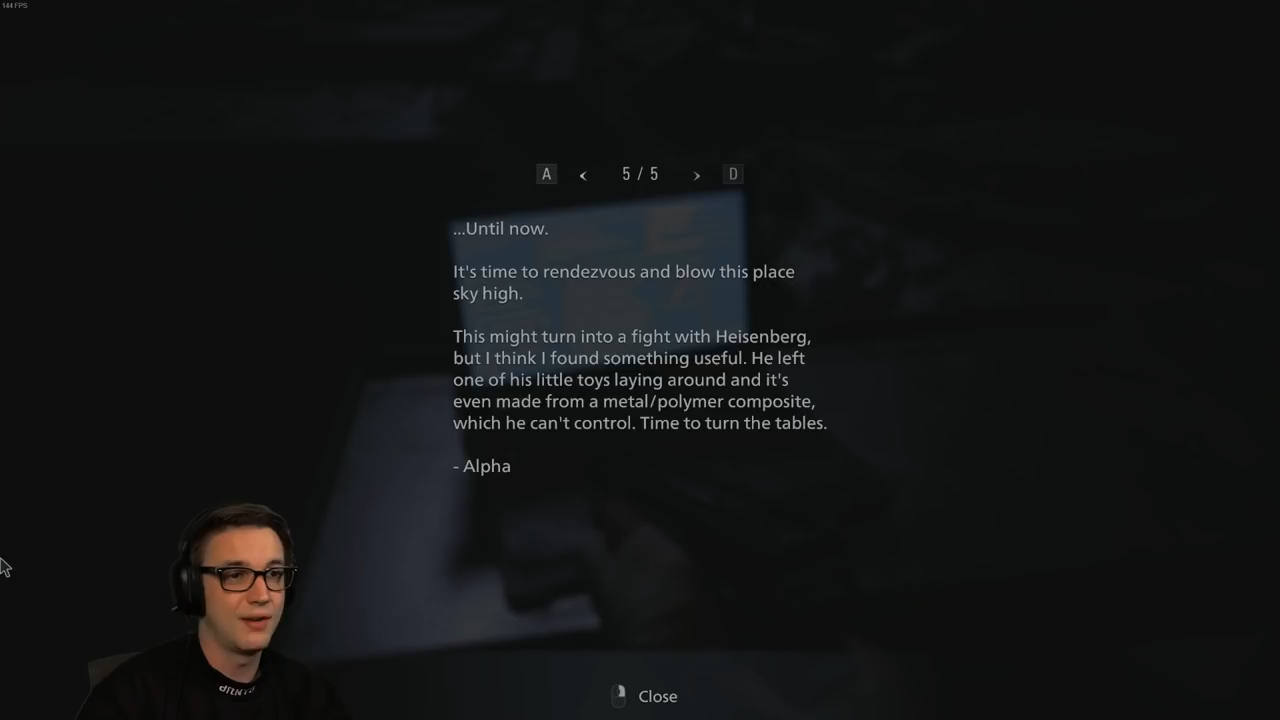 144 FPS
A < 5 / 5 > D
...Until now.
It's time to rendezvous and blow this place
sky high.
This might turn into a fight with Heisenberg,
but I think I found something useful. He left
one of his little toys laying around and it's
even made from a metal/polymer composite,
which he can't control. Time to turn the tables.
- Alpha
Close